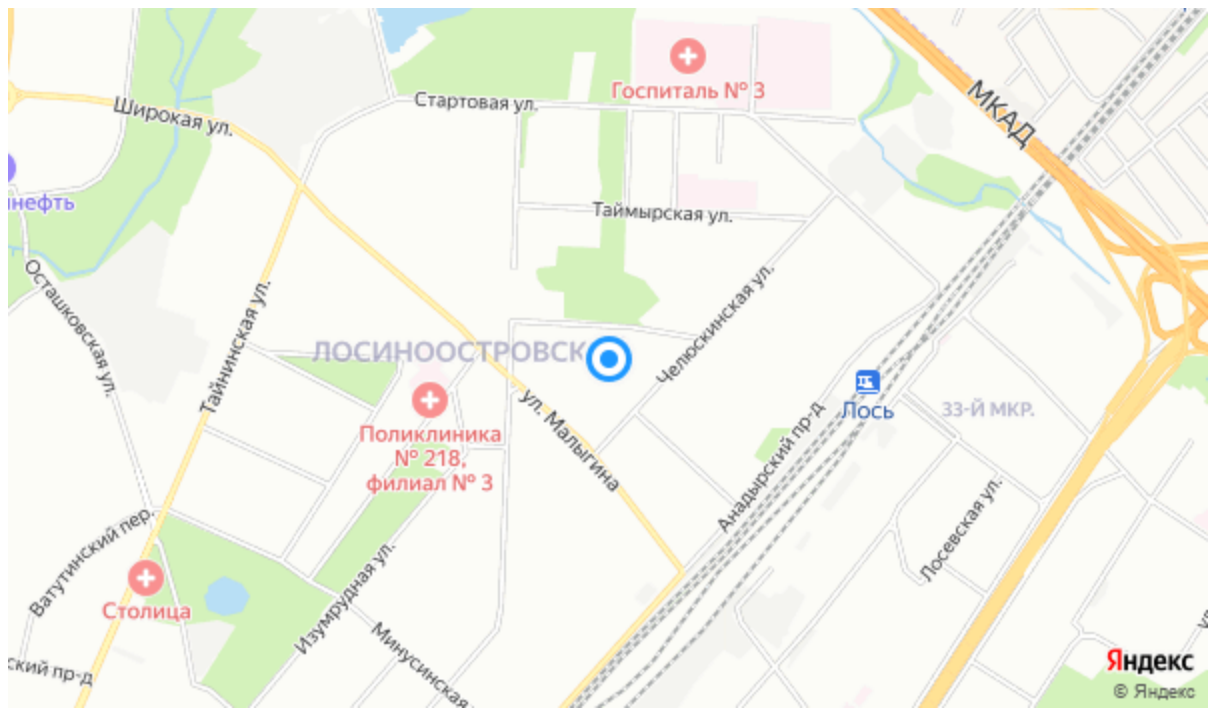 Госпиталь № 3
Стартовая ул.
МКАД
Широкая ул.
нефть
Таймырская ул.
Осташковская ул.
Тайнинская ул.
Челюскинская ул.
ЛОСИНООСТРОВСК
ул. Малыгина
Поликлиника
№ 218,
филиал № 3
Лось
33-Й МКР.
Анадырский пр-д
Лосевская ул.
Ватутинский пер.
Столица
Изумрудная ул.
Минусинская
ский пр-д
Яндекс
© Яндекс